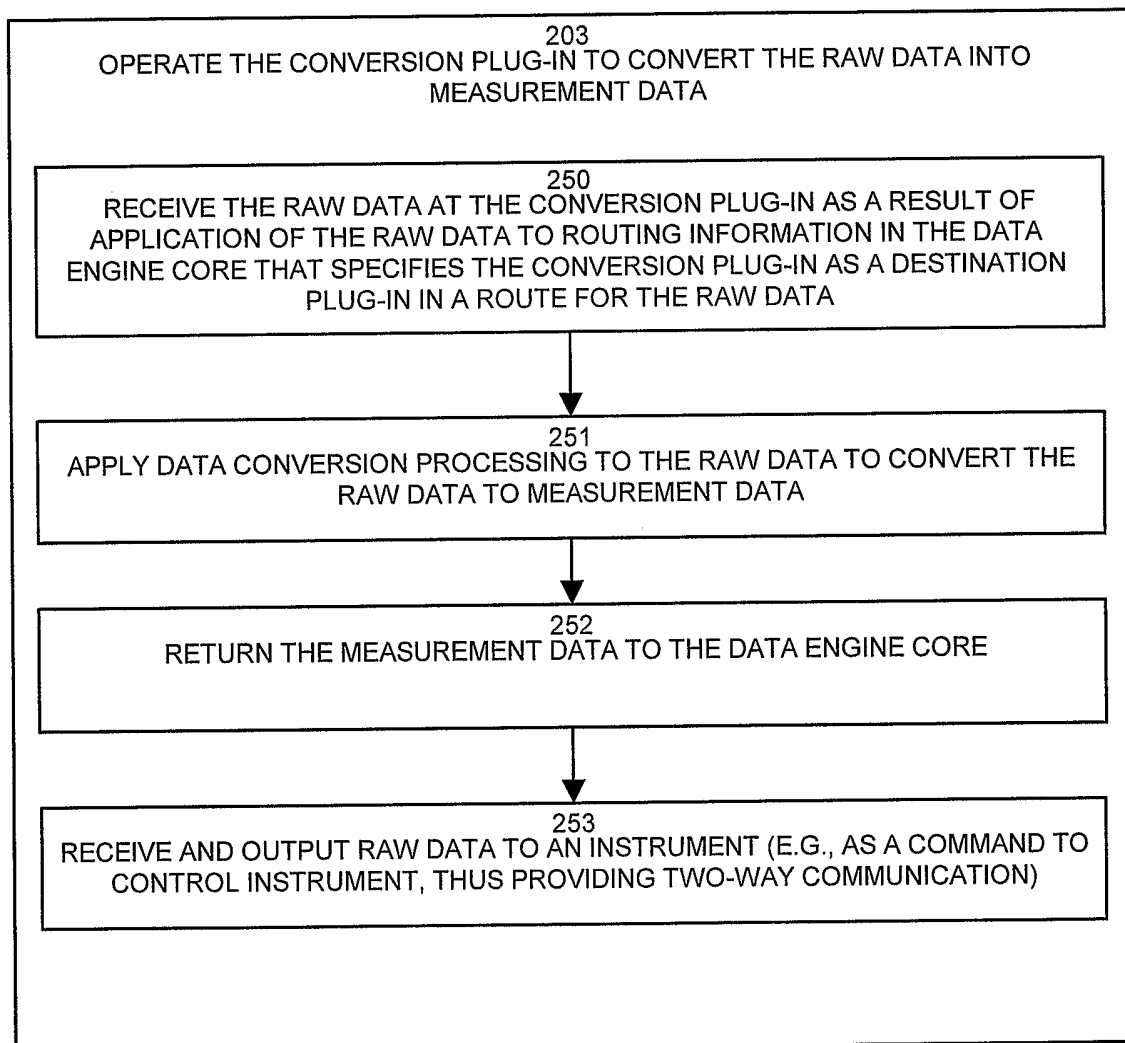 203
OPERATE THE CONVERSION PLUG-IN TO CONVERT THE RAW DATA INTO
MEASUREMENT DATA
250
RECEIVE THE RAW DATA AT THE CONVERSION PLUG-IN AS A RESULT OF
APPLICATION OF THE RAW DATA TO ROUTING INFORMATION IN THE DATA
ENGINE CORE THAT SPECIFIES THE CONVERSION PLUG-IN AS A DESTINATION
PLUG-IN IN A ROUTE FOR THE RAW DATA
251
APPLY DATA CONVERSION PROCESSING TO THE RAW DATA TO CONVERT THE
RAW DATA TO MEASUREMENT DATA
252
RETURN THE MEASUREMENT DATA TO THE DATA ENGINE CORE
253
RECEIVE AND OUTPUT RAW DATA TO AN INSTRUMENT (E.G., AS A COMMAND TO
CONTROL INSTRUMENT, THUS PROVIDING TWO-WAY COMMUNICATION)